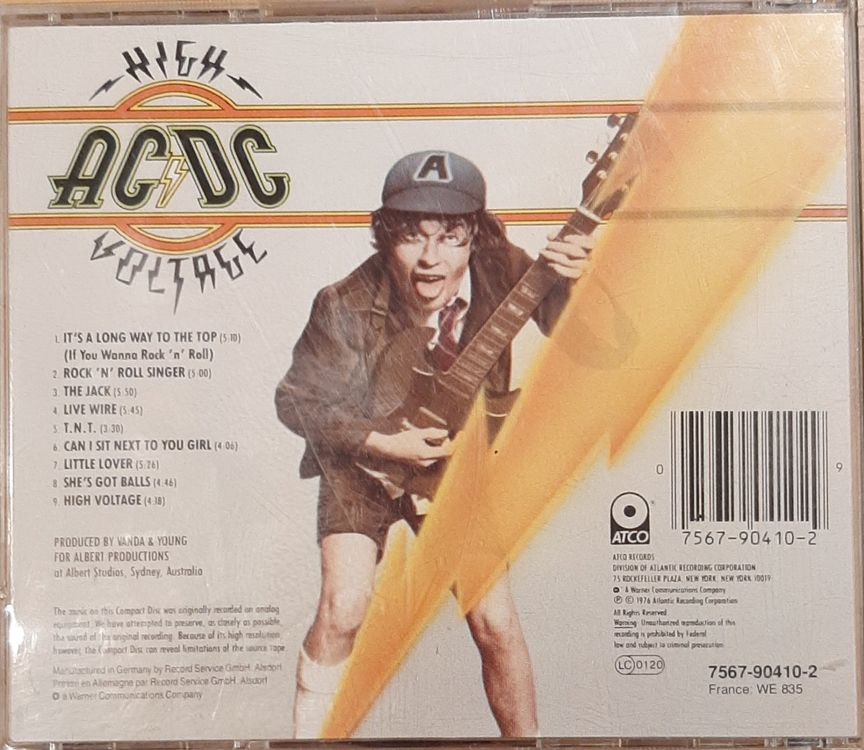 HIGH
AC/DC
VOLTAGE
A
1. IT'S A LONG WAY TO THE TOP (5:10)
(If You Wanna Rock 'n' Roll)
2. ROCK 'N' ROLL SINGER (5:00)
3. THE JACK (5:50)
4. LIVE WIRE (5:45)
5. T.N.T. (3:30)
6. CAN I SIT NEXT TO YOU GIRL (4:06)
7. LITTLE LOVER (5:26)
8. SHE'S GOT BALLS (4:46)
9. HIGH VOLTAGE (4:18)
PRODUCED BY VANDA & YOUNG
FOR ALBERT PRODUCTIONS
at Albert Studios, Sydney, Australia
The music on this Compact Disc was originally recorded on analog
equipment. We have attempted to preserve, as closely as possible,
the sound of the original recording. Because of its high resolution,
however, the Compact Disc can reveal limitations of the source tape.
Manufactured in Germany by Record Service GmbH, Alsdorf
Pressé en Allemagne par Record Service GmbH, Alsdorf
a Warner Communications Company
0 9
7567-90410-2
ATCO
ATCO RECORDS
DIVISION OF ATLANTIC RECORDING CORPORATION
75 ROCKEFELLER PLAZA, NEW YORK, NEW YORK 10019
A Warner Communications Company
℗ © 1976 Atlantic Recording Corporation
All Rights Reserved.
Warning: Unauthorized reproduction of this
recording is prohibited by Federal
law and subject to criminal prosecution.
LC 0120
7567-90410-2
France: WE 835